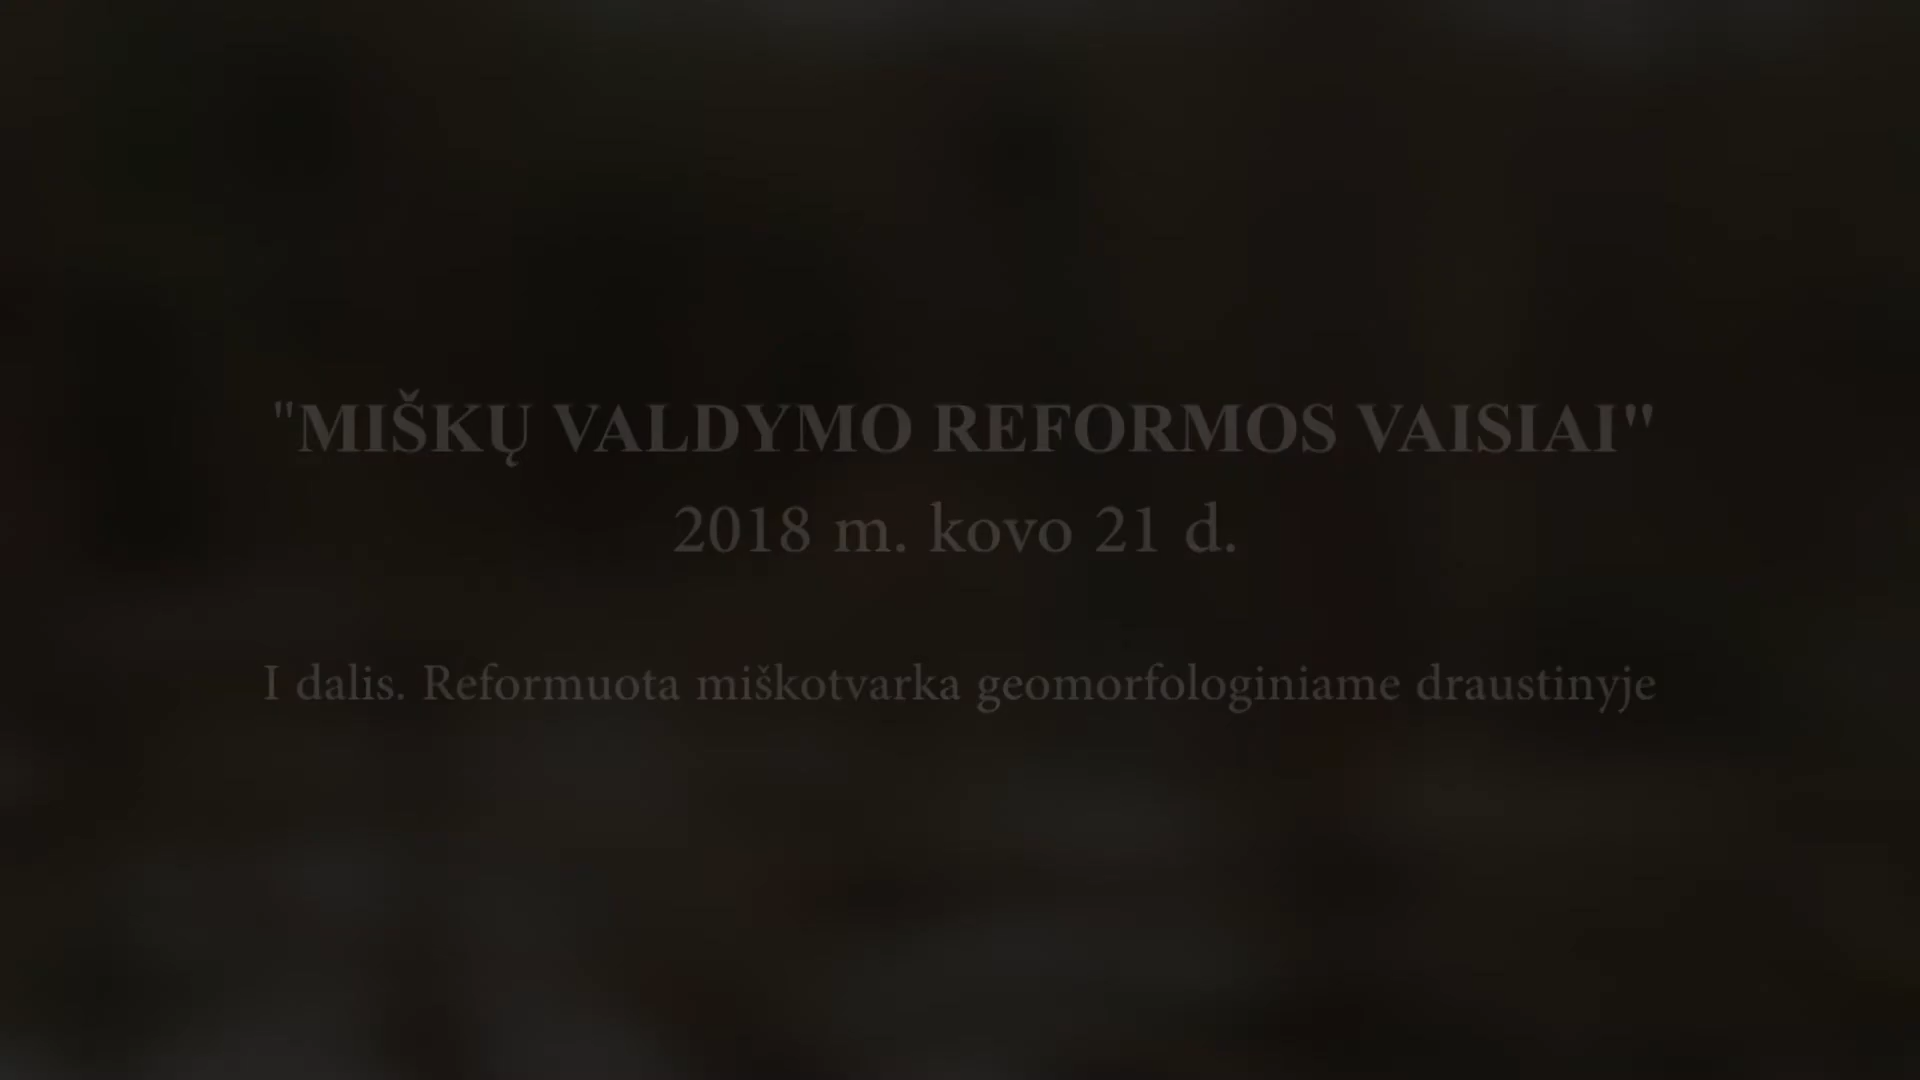 "MIŠKŲ VALDYMO REFORMOS VAISIAI"
2018 m. kovo 21 d.
I dalis. Reformuota miškotvarka geomorfologiniame draustinyje